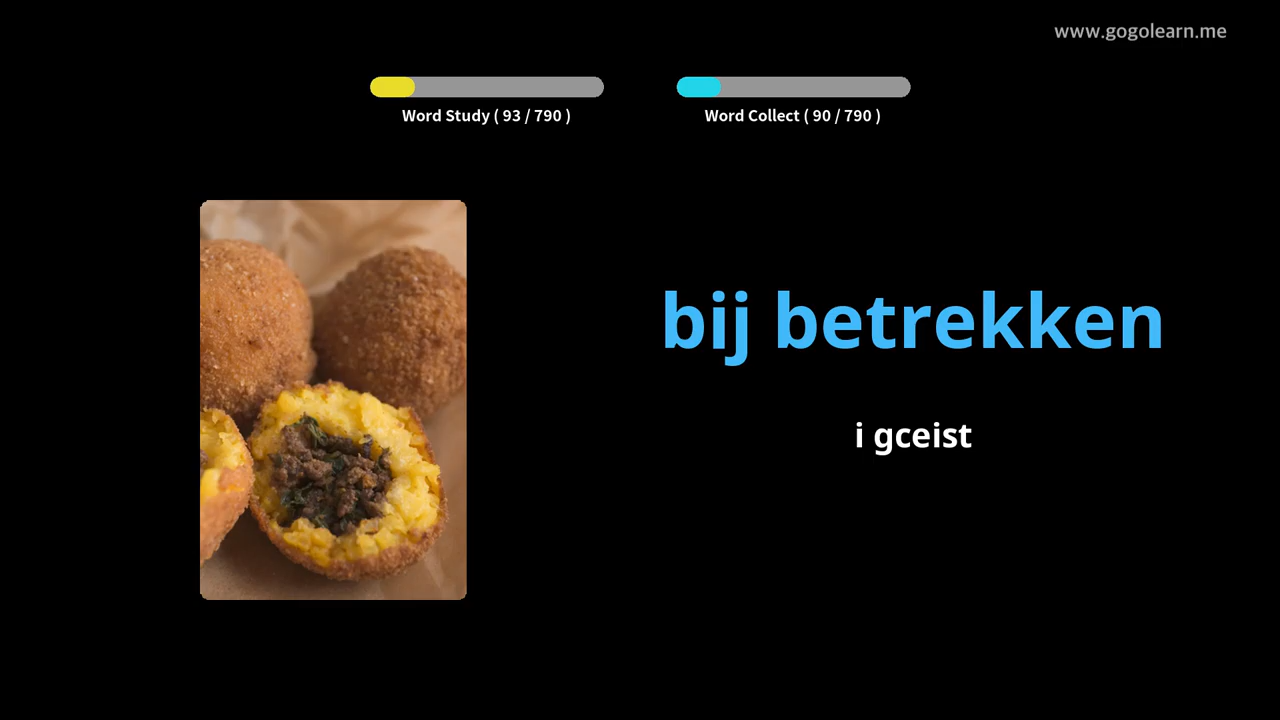 www.gogolearn.me
Word Study ( 93 / 790 )
Word Collect ( 90 / 790 )
bij betrekken
i gceist